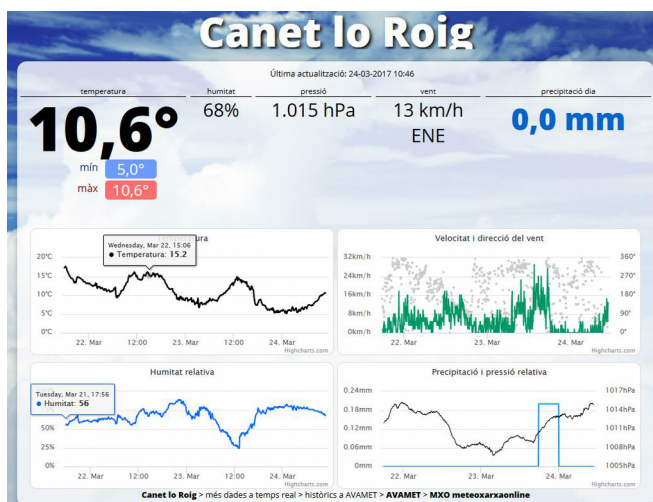 Canet lo Roig
Última actualització: 24-03-2017 10:46
temperatura
humitat
pressió
vent
precipitació dia
10,6°
68%
1.015 hPa
13 km/h
ENE
0,0 mm
mín 5,0°
màx 10,6°
ura
Wednesday, Mar 22, 15:06
● Temperatura: 15.2
20°C
15°C
10°C
5°C
0°C
22. Mar 12:00 23. Mar 12:00 24. Mar
Highcharts.com
Velocitat i direcció del vent
32km/h 360°
24km/h 270°
16km/h 180°
8km/h 90°
0km/h 0°
22. Mar 23. Mar 24. Mar
Highcharts.com
Humitat relativa
Tuesday, Mar 21, 17:56
● Humitat: 56
50%
25%
0%
22. Mar 12:00 23. Mar 12:00 24. Mar
Highcharts.com
Precipitació i pressió relativa
0.24mm 1017hPa
0.18mm 1014hPa
0.12mm 1011hPa
0.06mm 1008hPa
0mm 1005hPa
22. Mar 23. Mar 24. Mar
Highcharts.com
Canet lo Roig > més dades a temps real > històrics a AVAMET > AVAMET > MXO meteoxarxaonline